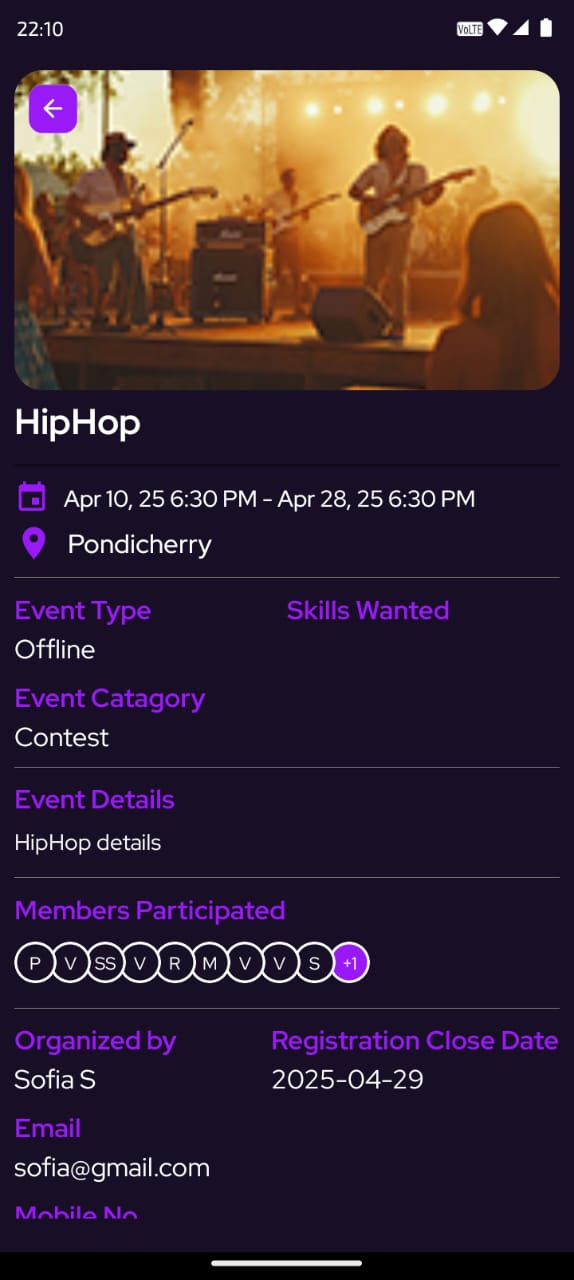 22:10
VoLTE
HipHop
Apr 10, 25 6:30 PM - Apr 28, 25 6:30 PM
Pondicherry
Event Type
Skills Wanted
Offline
Event Catagory
Contest
Event Details
HipHop details
Members Participated
P V SS V R M V V S +1
Organized by
Registration Close Date
Sofia S
2025-04-29
Email
sofia@gmail.com
Mobile No